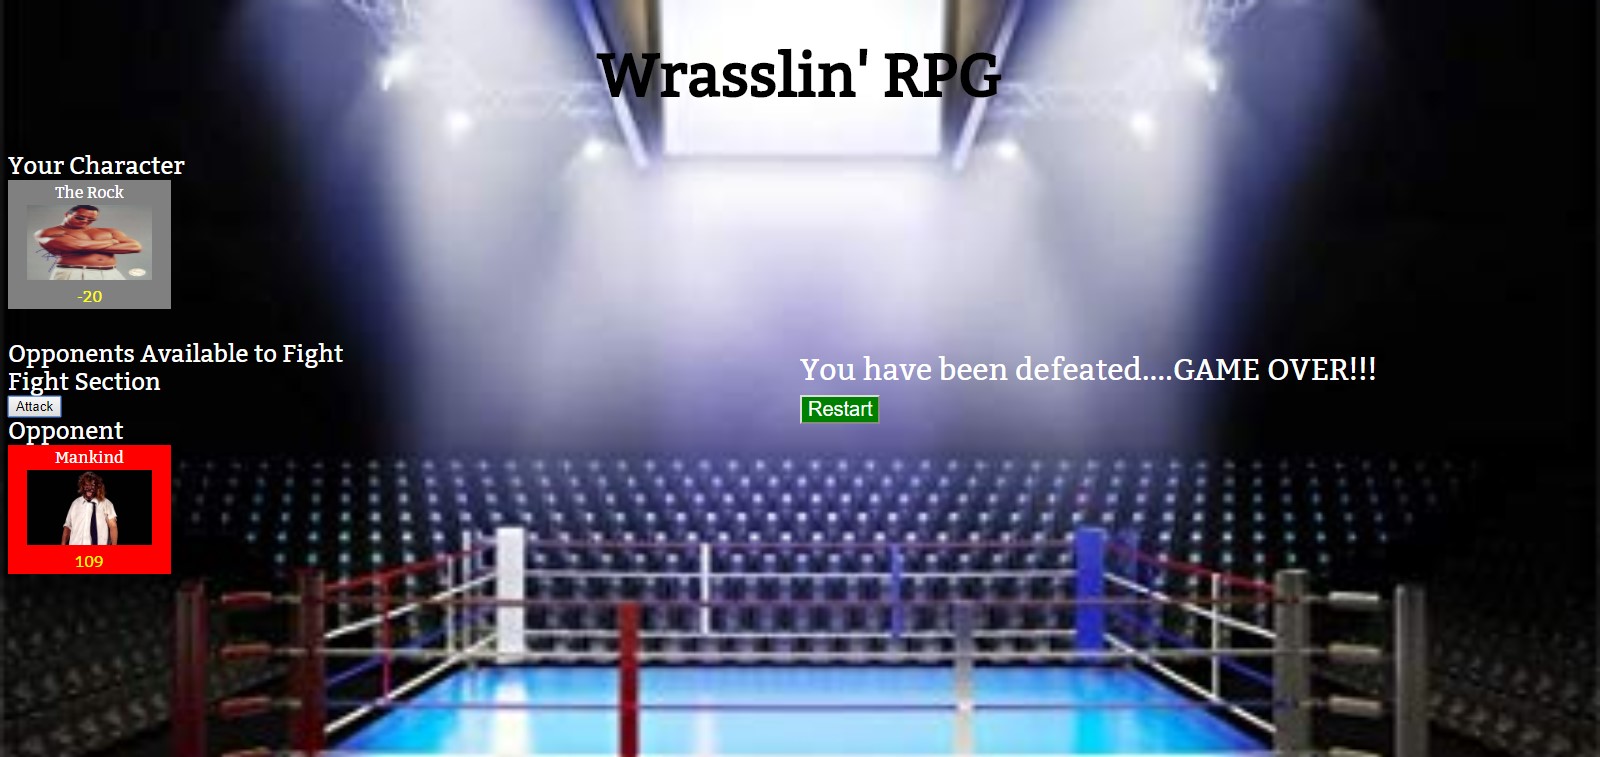 Wrasslin' RPG
Your Character
The Rock
-20
Opponents Available to Fight
Fight Section
Attack
Opponent
Mankind
109
You have been defeated....GAME OVER!!!
Restart